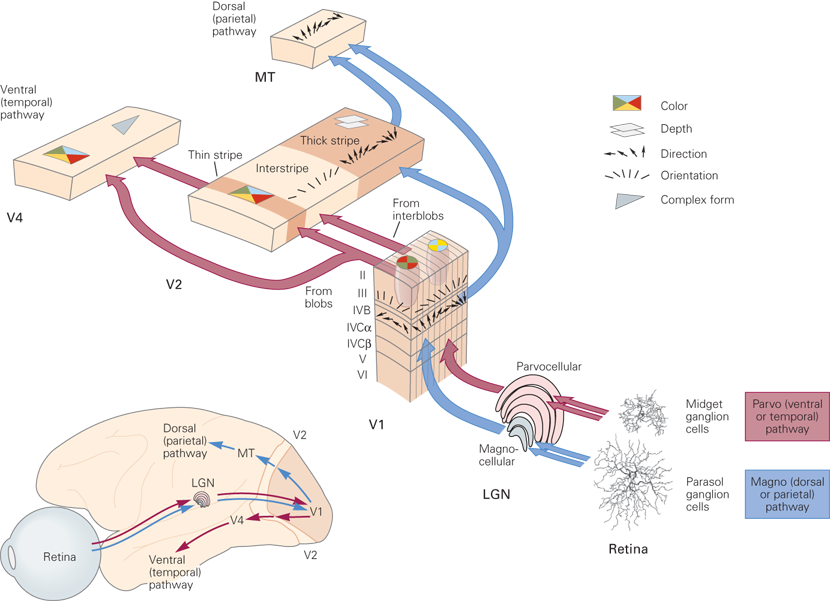 Dorsal
(parietal)
pathway
MT
Ventral
(temporal)
pathway
V4
Thin stripe
Interstripe
Thick stripe
V2
From
interblobs
From
blobs
Color
Depth
Direction
Orientation
Complex form
II
III
IVB
IVCα
IVCβ
V
VI
V1
Parvocellular
Magno-
cellular
LGN
Midget
ganglion
cells
Parvo (ventral
or temporal)
pathway
Parasol
ganglion
cells
Magno (dorsal
or parietal)
pathway
Retina
Dorsal
(parietal)
pathway
MT
V2
LGN
V1
V4
V2
Retina
Ventral
(temporal)
pathway